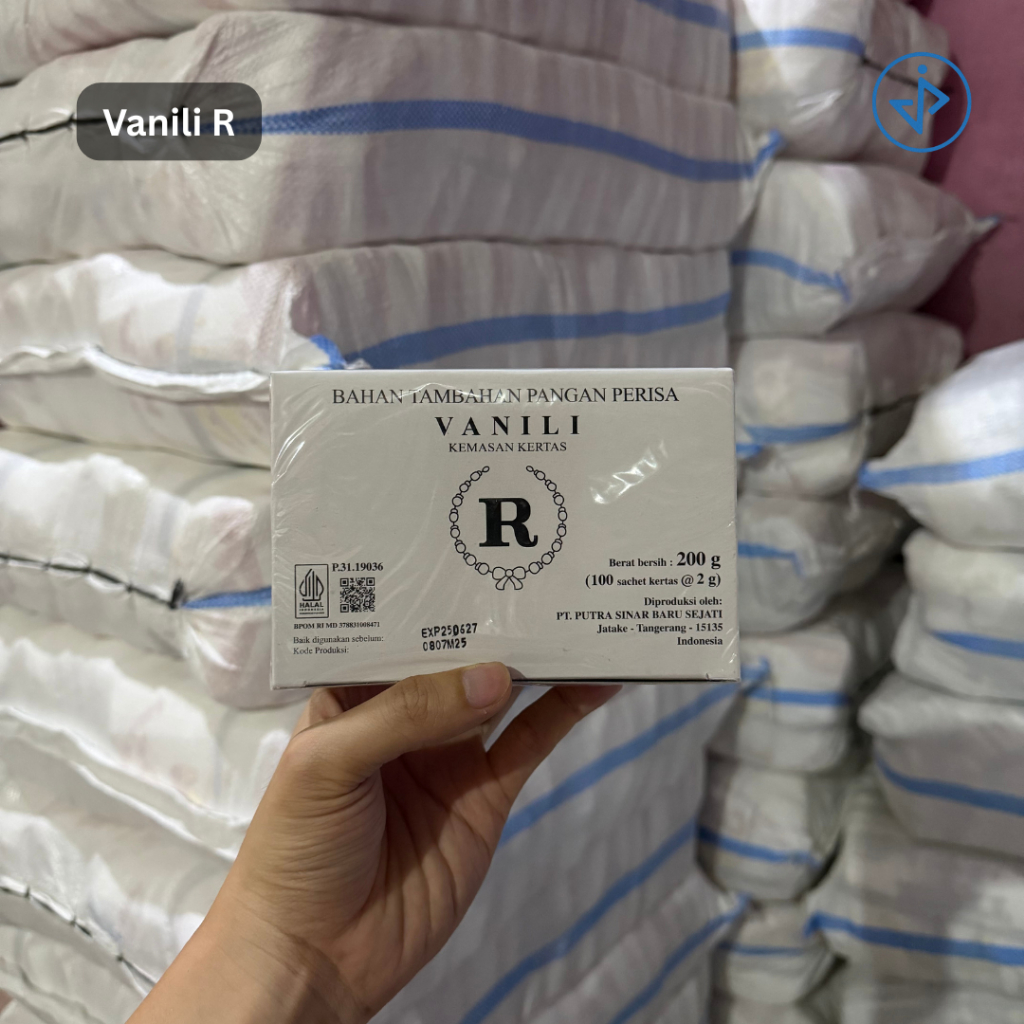 Vanili R
BAHAN TAMBAHAN PANGAN PERISA
VANILI
KEMASAN KERTAS
R
P.31.19036
HALAL
INDONESIA
BPOM RI MD 378831008471
Baik digunakan sebelum:
Kode Produksi:
EXP250627
0807M25
Berat bersih : 200 g
(100 sachet kertas @ 2 g)
Diproduksi oleh:
PT. PUTRA SINAR BARU SEJATI
Jatake - Tangerang - 15135
Indonesia